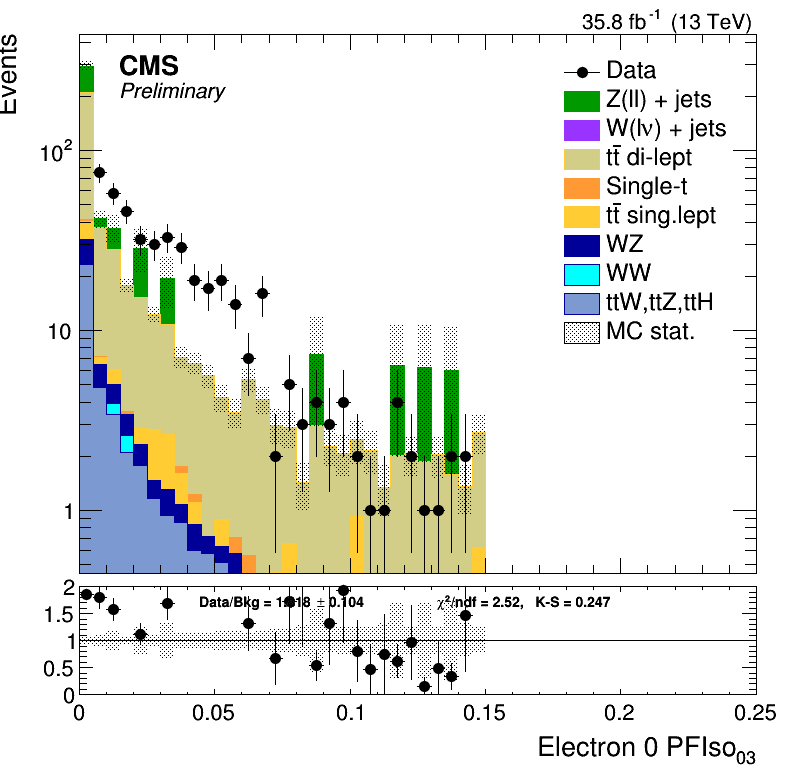 35.8 fb⁻¹ (13 TeV)
Events
CMS
Preliminary
Data
Z(ll) + jets
W(lν) + jets
tt̄ di-lept
Single-t
tt̄ sing.lept
WZ
WW
ttW,ttZ,ttH
MC stat.
10²
10
1
2
1.5
1
0.5
0
χ²/ndf = 2.52, K-S = 0.247
Data/Bkg = ± 0.104
0 0.05 0.1 0.15 0.2 0.25
Electron 0 PFIso₀₃